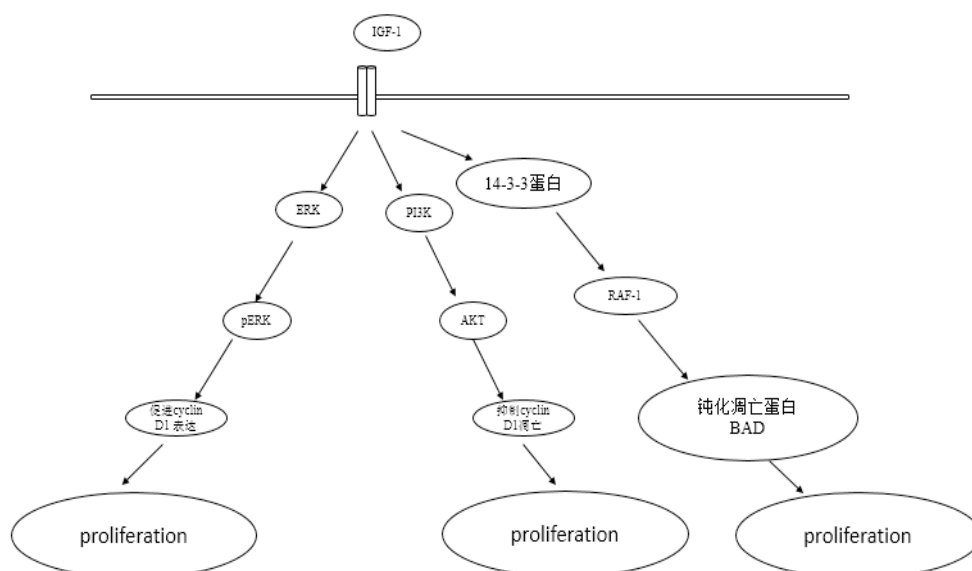 IGF-1
14-3-3蛋白
ERK
PI3K
RAF-1
pERK
AKT
促进cyclin
D1 表达
抑制cyclin
D1凋亡
钝化凋亡蛋白
BAD
proliferation
proliferation
proliferation